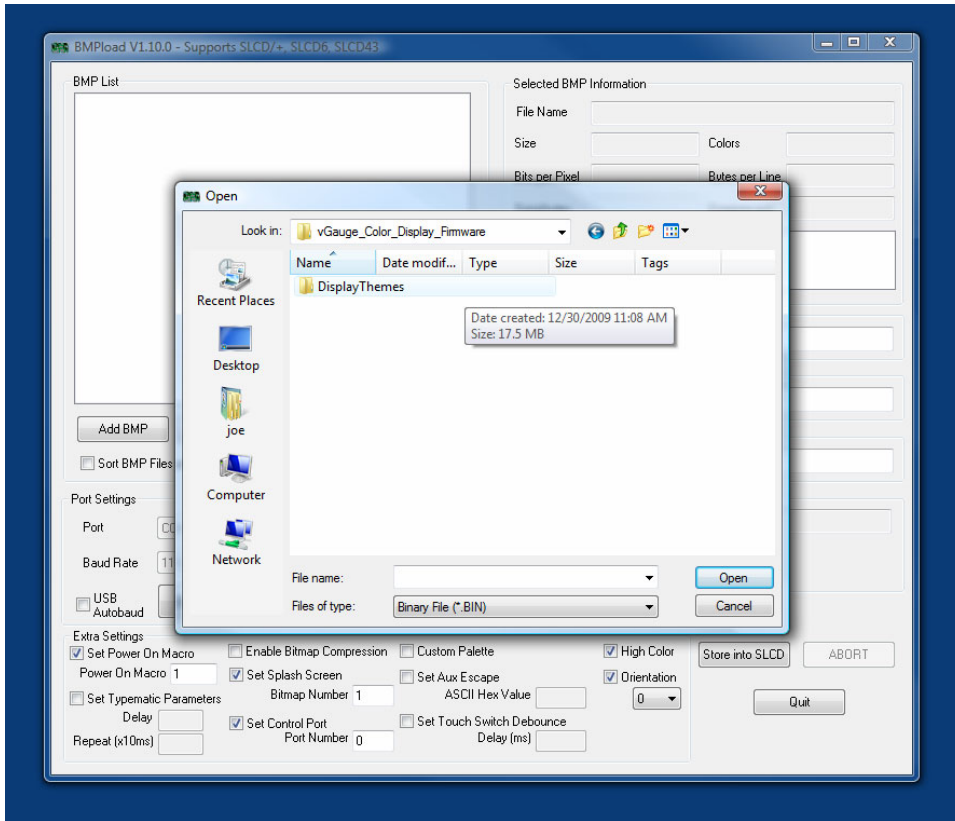 BMPload V1.10.0 - Supports SLCD/+, SLCD6, SLCD43
BMP List
Selected BMP Information
File Name
Size
Colors
Bits per Pixel
Bytes per Line
Open
Look in:
vGauge_Color_Display_Firmware
Name
Date modif...
Type
Size
Tags
DisplayThemes
Date created: 12/30/2009 11:08 AM
Size: 17.5 MB
Recent Places
Desktop
joe
Computer
Network
File name:
Open
Files of type:
Binary File (*.BIN)
Cancel
Add BMP
Sort BMP Files
Port Settings
Port
Baud Rate
11
USB
Autobaud
Extra Settings
Set Power On Macro
Power On Macro 1
Set Typematic Parameters
Delay
Repeat (x10ms)
Enable Bitmap Compression
Set Splash Screen
Bitmap Number 1
Set Control Port
Port Number 0
Custom Palette
Set Aux Escape
ASCII Hex Value
Set Touch Switch Debounce
Delay (ms)
High Color
Orientation
0
Store into SLCD
ABORT
Quit